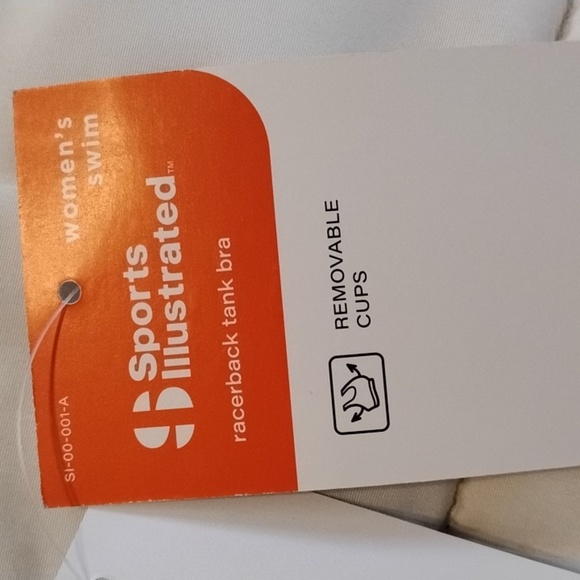 women's
swim
Sports
Illustrated™
racerback tank bra
SI-00-001-A
REMOVABLE
CUPS